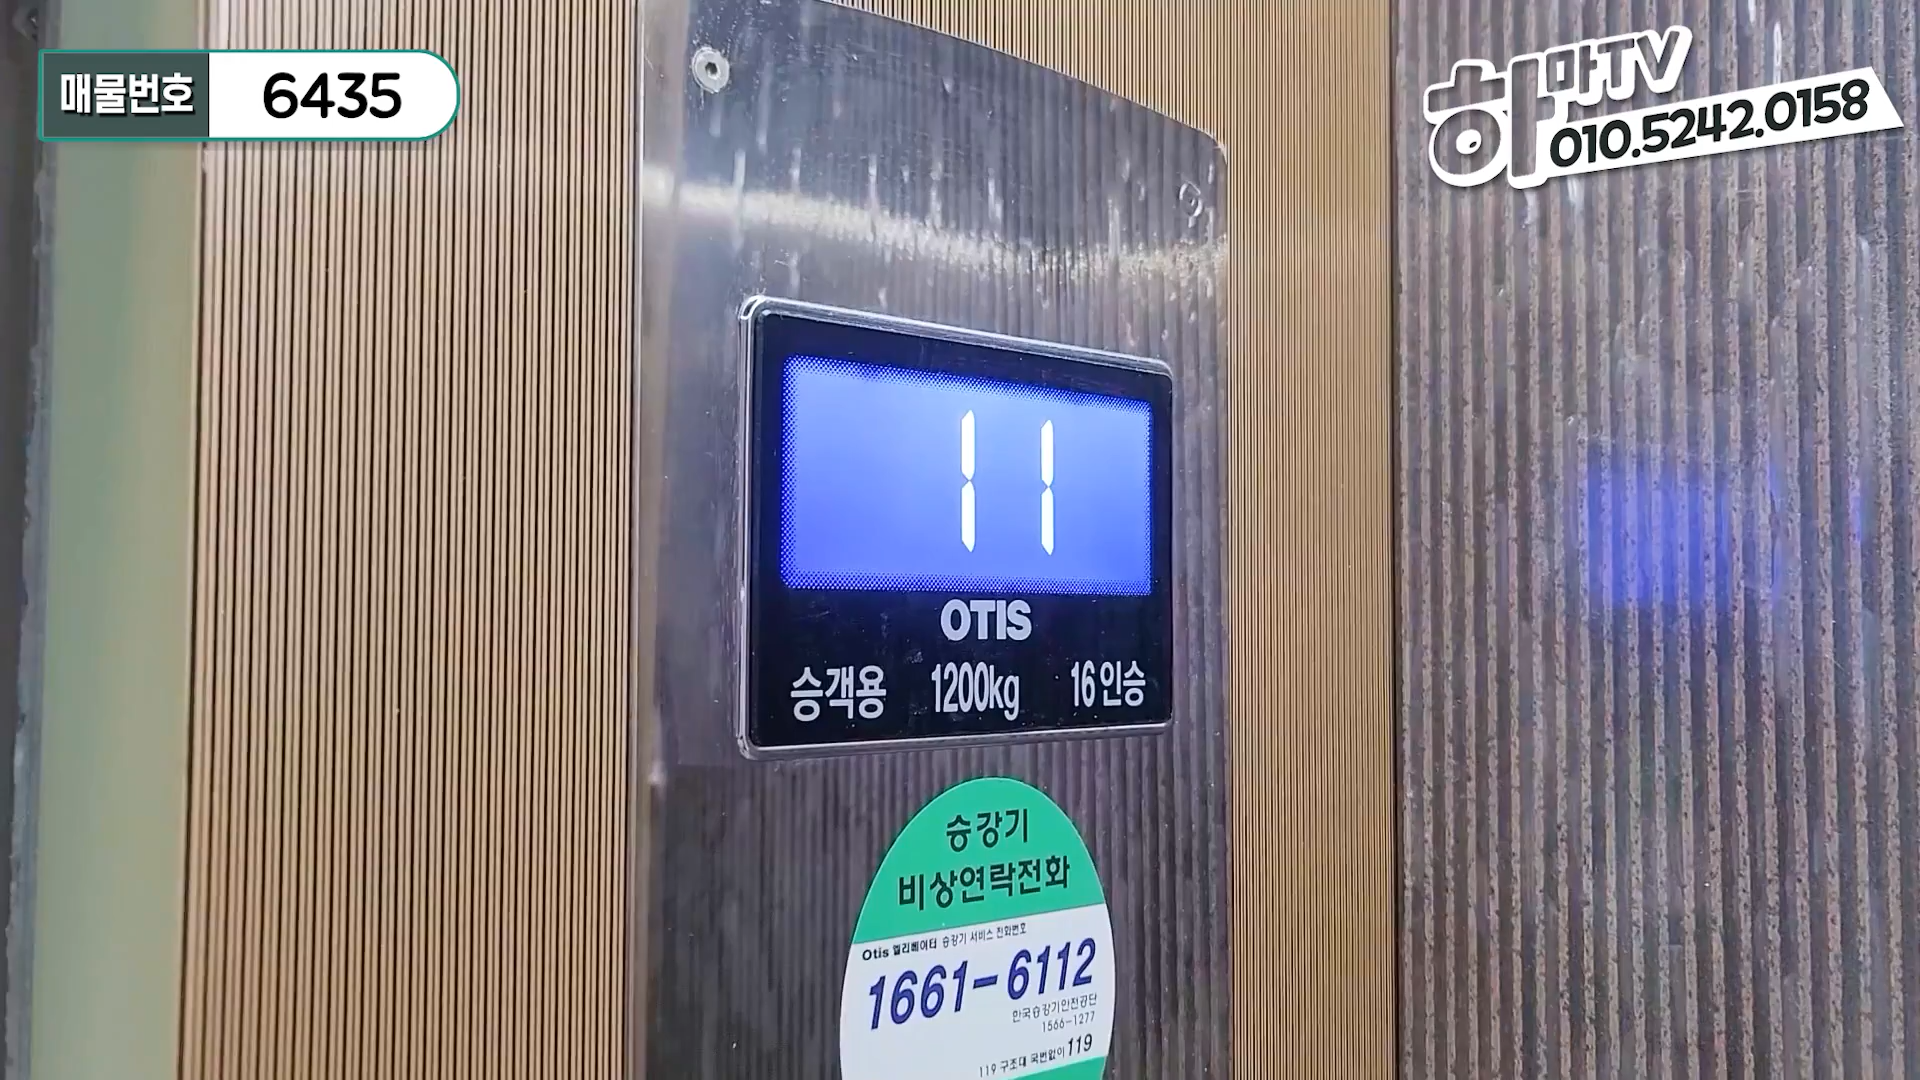 매물번호 6435
하마TV
010.5242.0158
11
OTIS
승객용 1200kg 16인승
승강기
비상연락전화
Otis 엘리베이터 승강기 서비스 전화번호
1661-6112
한국승강기안전공단
1566-1277
119 구조대 국번없이 119